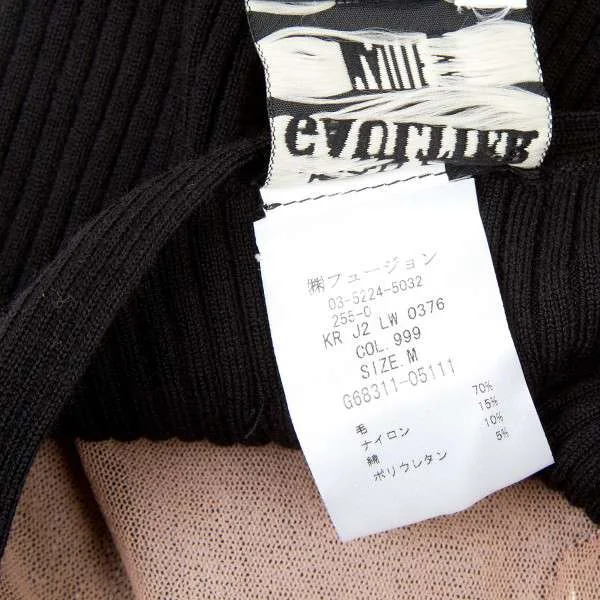 GAULTIER
㈱フュージョン
03-5224-5032
255-0
KR J2 LW 0376
COL. 999
SIZE. M
G68311-05111
毛 70%
ナイロン 15%
綿 10%
ポリウレタン 5%